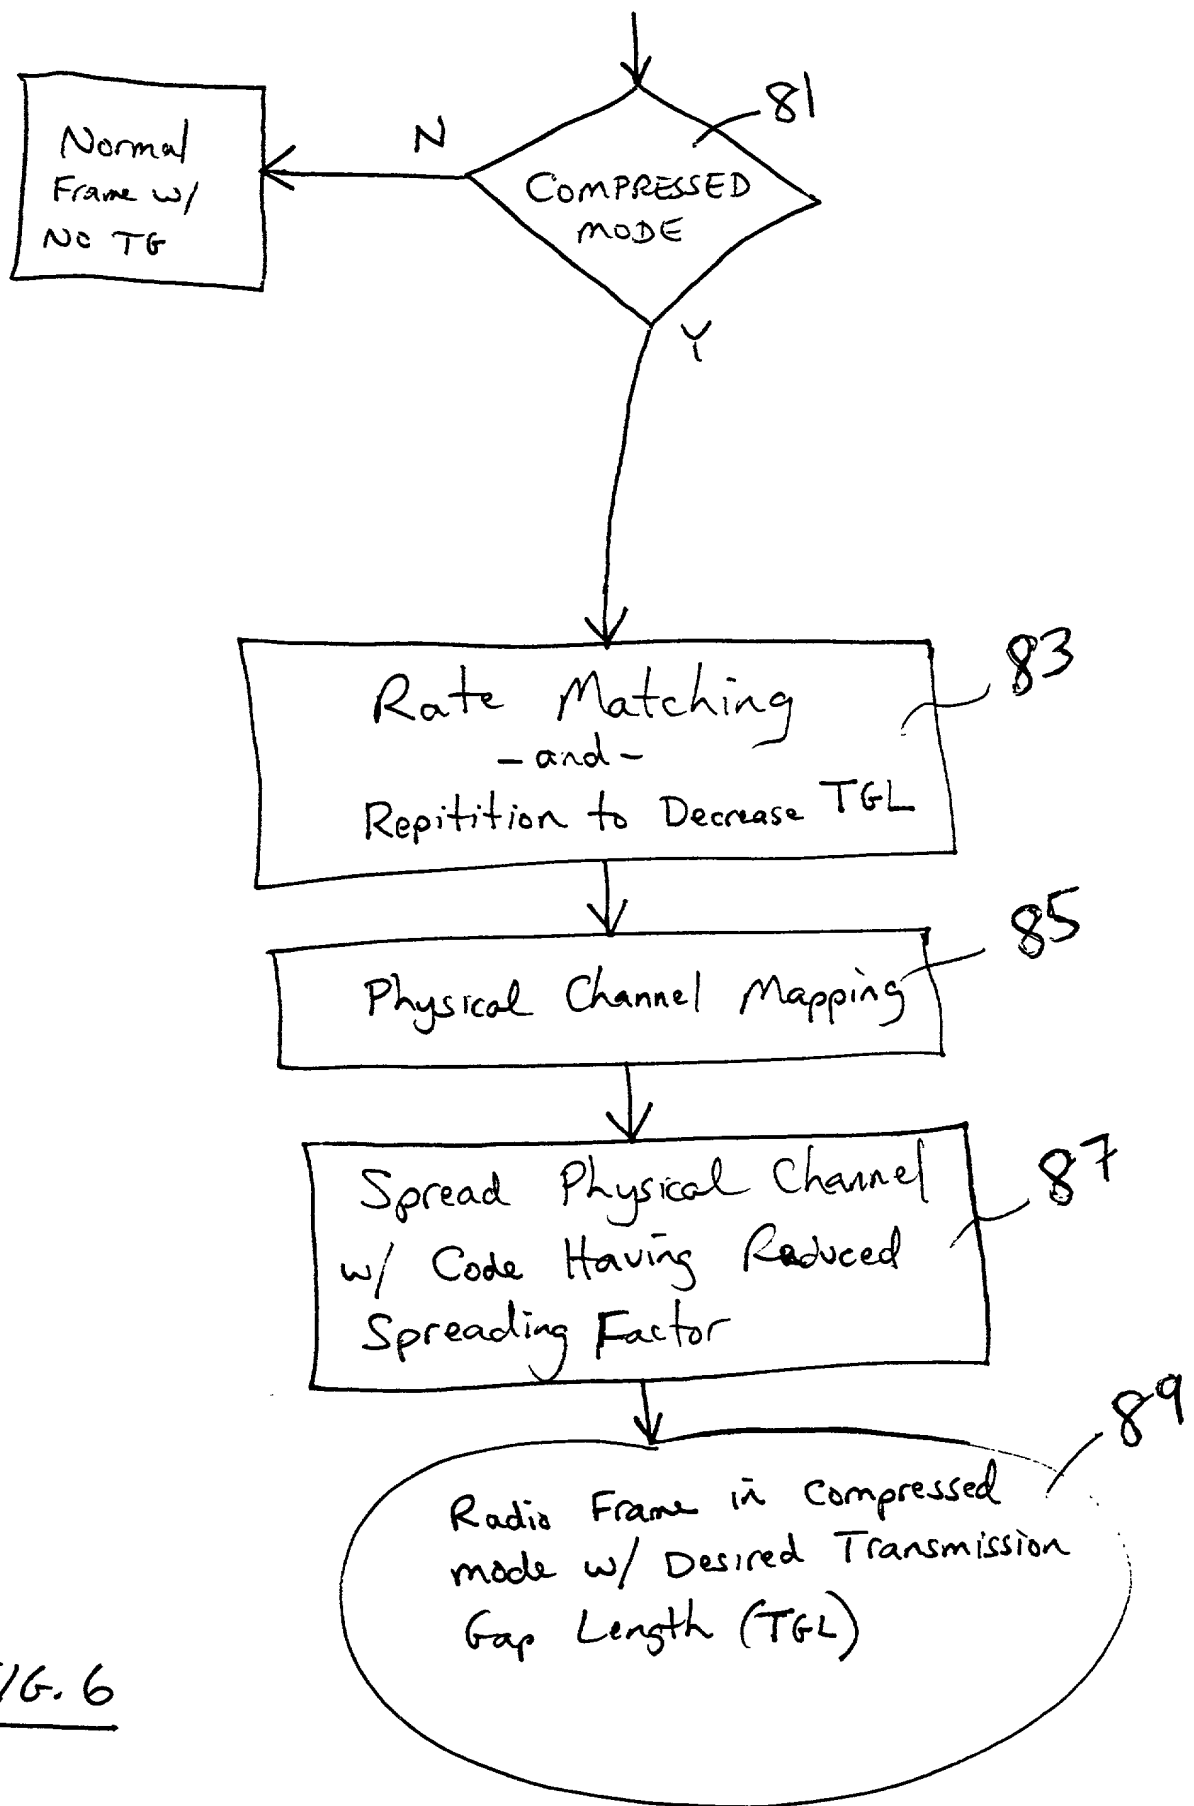 81
N
Normal
Frame w/
NO TG
COMPRESSED
MODE
Y
83
Rate Matching
-and-
Repitition to Decrease TGL
85
Physical Channel Mapping
87
Spread Physical Channel
w/ Code Having Reduced
Spreading Factor
89
Radio Frame in compressed
mode w/ Desired Transmission
Gap Length (TGL)
IG. 6